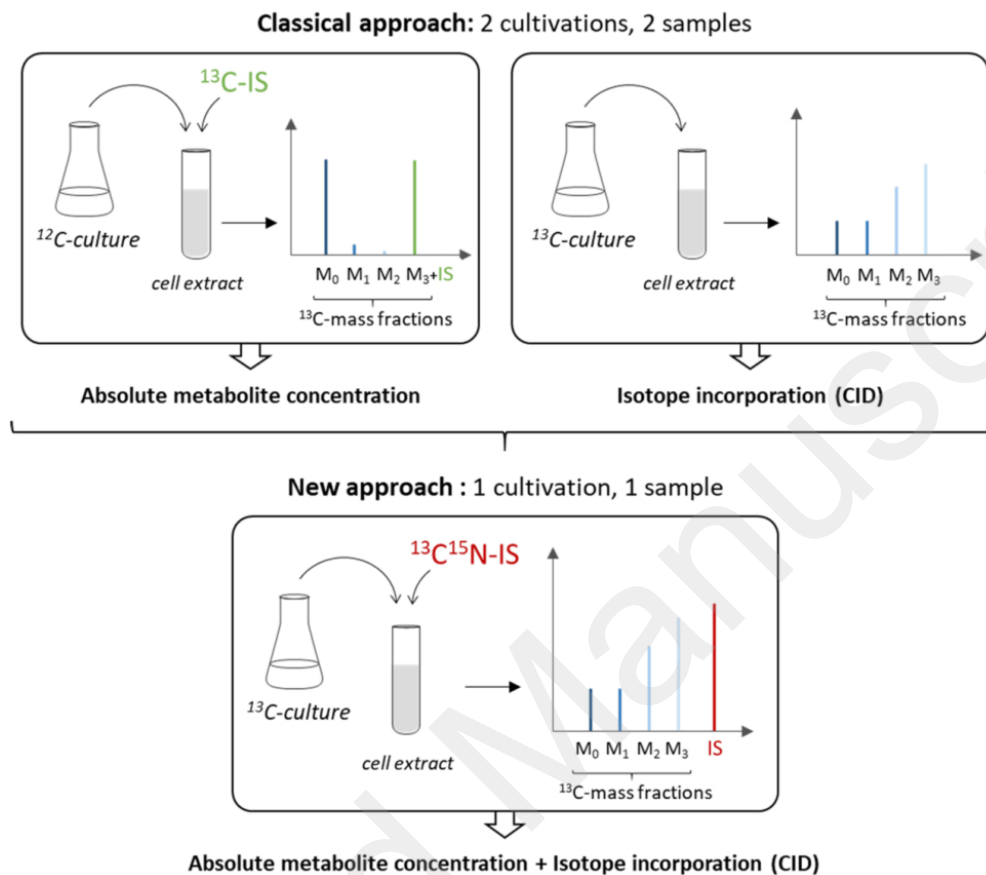 Classical approach: 2 cultivations, 2 samples
¹³C-IS
¹²C-culture
cell extract
M₀ M₁ M₂ M₃+IS
¹³C-mass fractions
Absolute metabolite concentration
¹³C-culture
cell extract
M₀ M₁ M₂ M₃
¹³C-mass fractions
Isotope incorporation (CID)
New approach : 1 cultivation, 1 sample
¹³C¹⁵N-IS
¹³C-culture
cell extract
M₀ M₁ M₂ M₃ IS
¹³C-mass fractions
Absolute metabolite concentration + Isotope incorporation (CID)
d Manusc